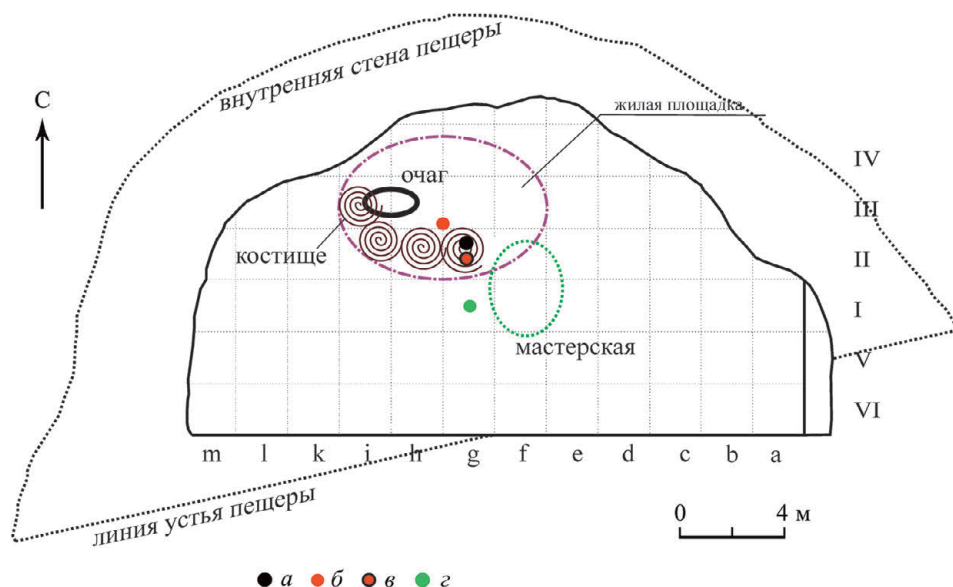 внутренняя стена пещеры
С
жилая площадка
IV
очаг
III
костище
II
I
мастерская
V
VI
m l k i h g f e d c b a
линия устья пещеры
0 4 м
а б в г